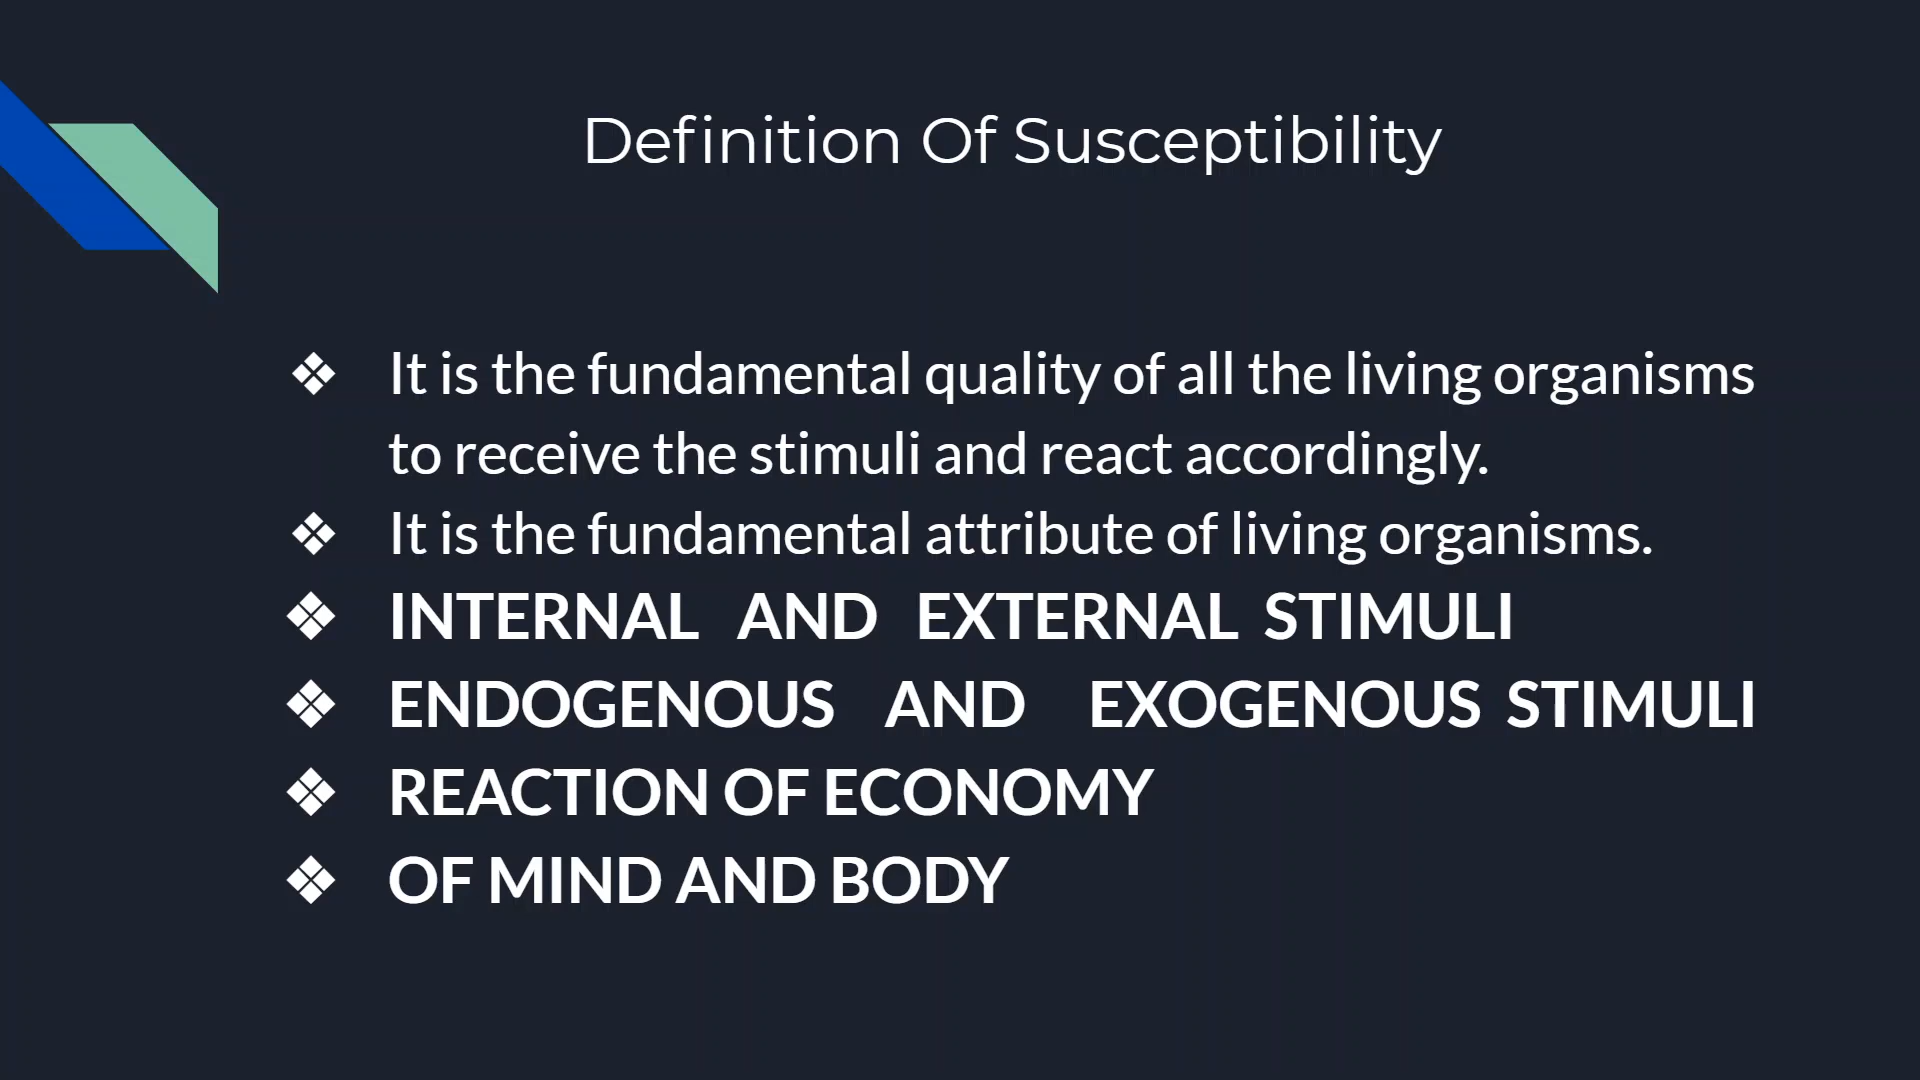 Definition Of Susceptibility
❖ It is the fundamental quality of all the living organisms
to receive the stimuli and react accordingly.
❖ It is the fundamental attribute of living organisms.
❖ INTERNAL AND EXTERNAL STIMULI
❖ ENDOGENOUS AND EXOGENOUS STIMULI
❖ REACTION OF ECONOMY
❖ OF MIND AND BODY